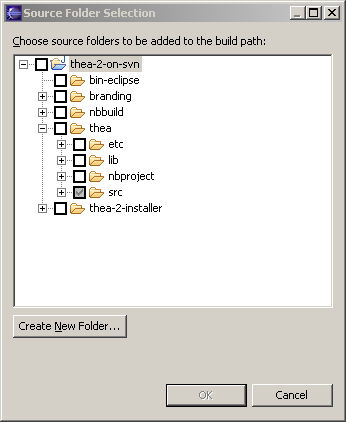 Source Folder Selection
Choose source folders to be added to the build path:
thea-2-on-svn
bin-eclipse
branding
nbbuild
thea
etc
lib
nbproject
src
thea-2-installer
Create New Folder...
OK
Cancel